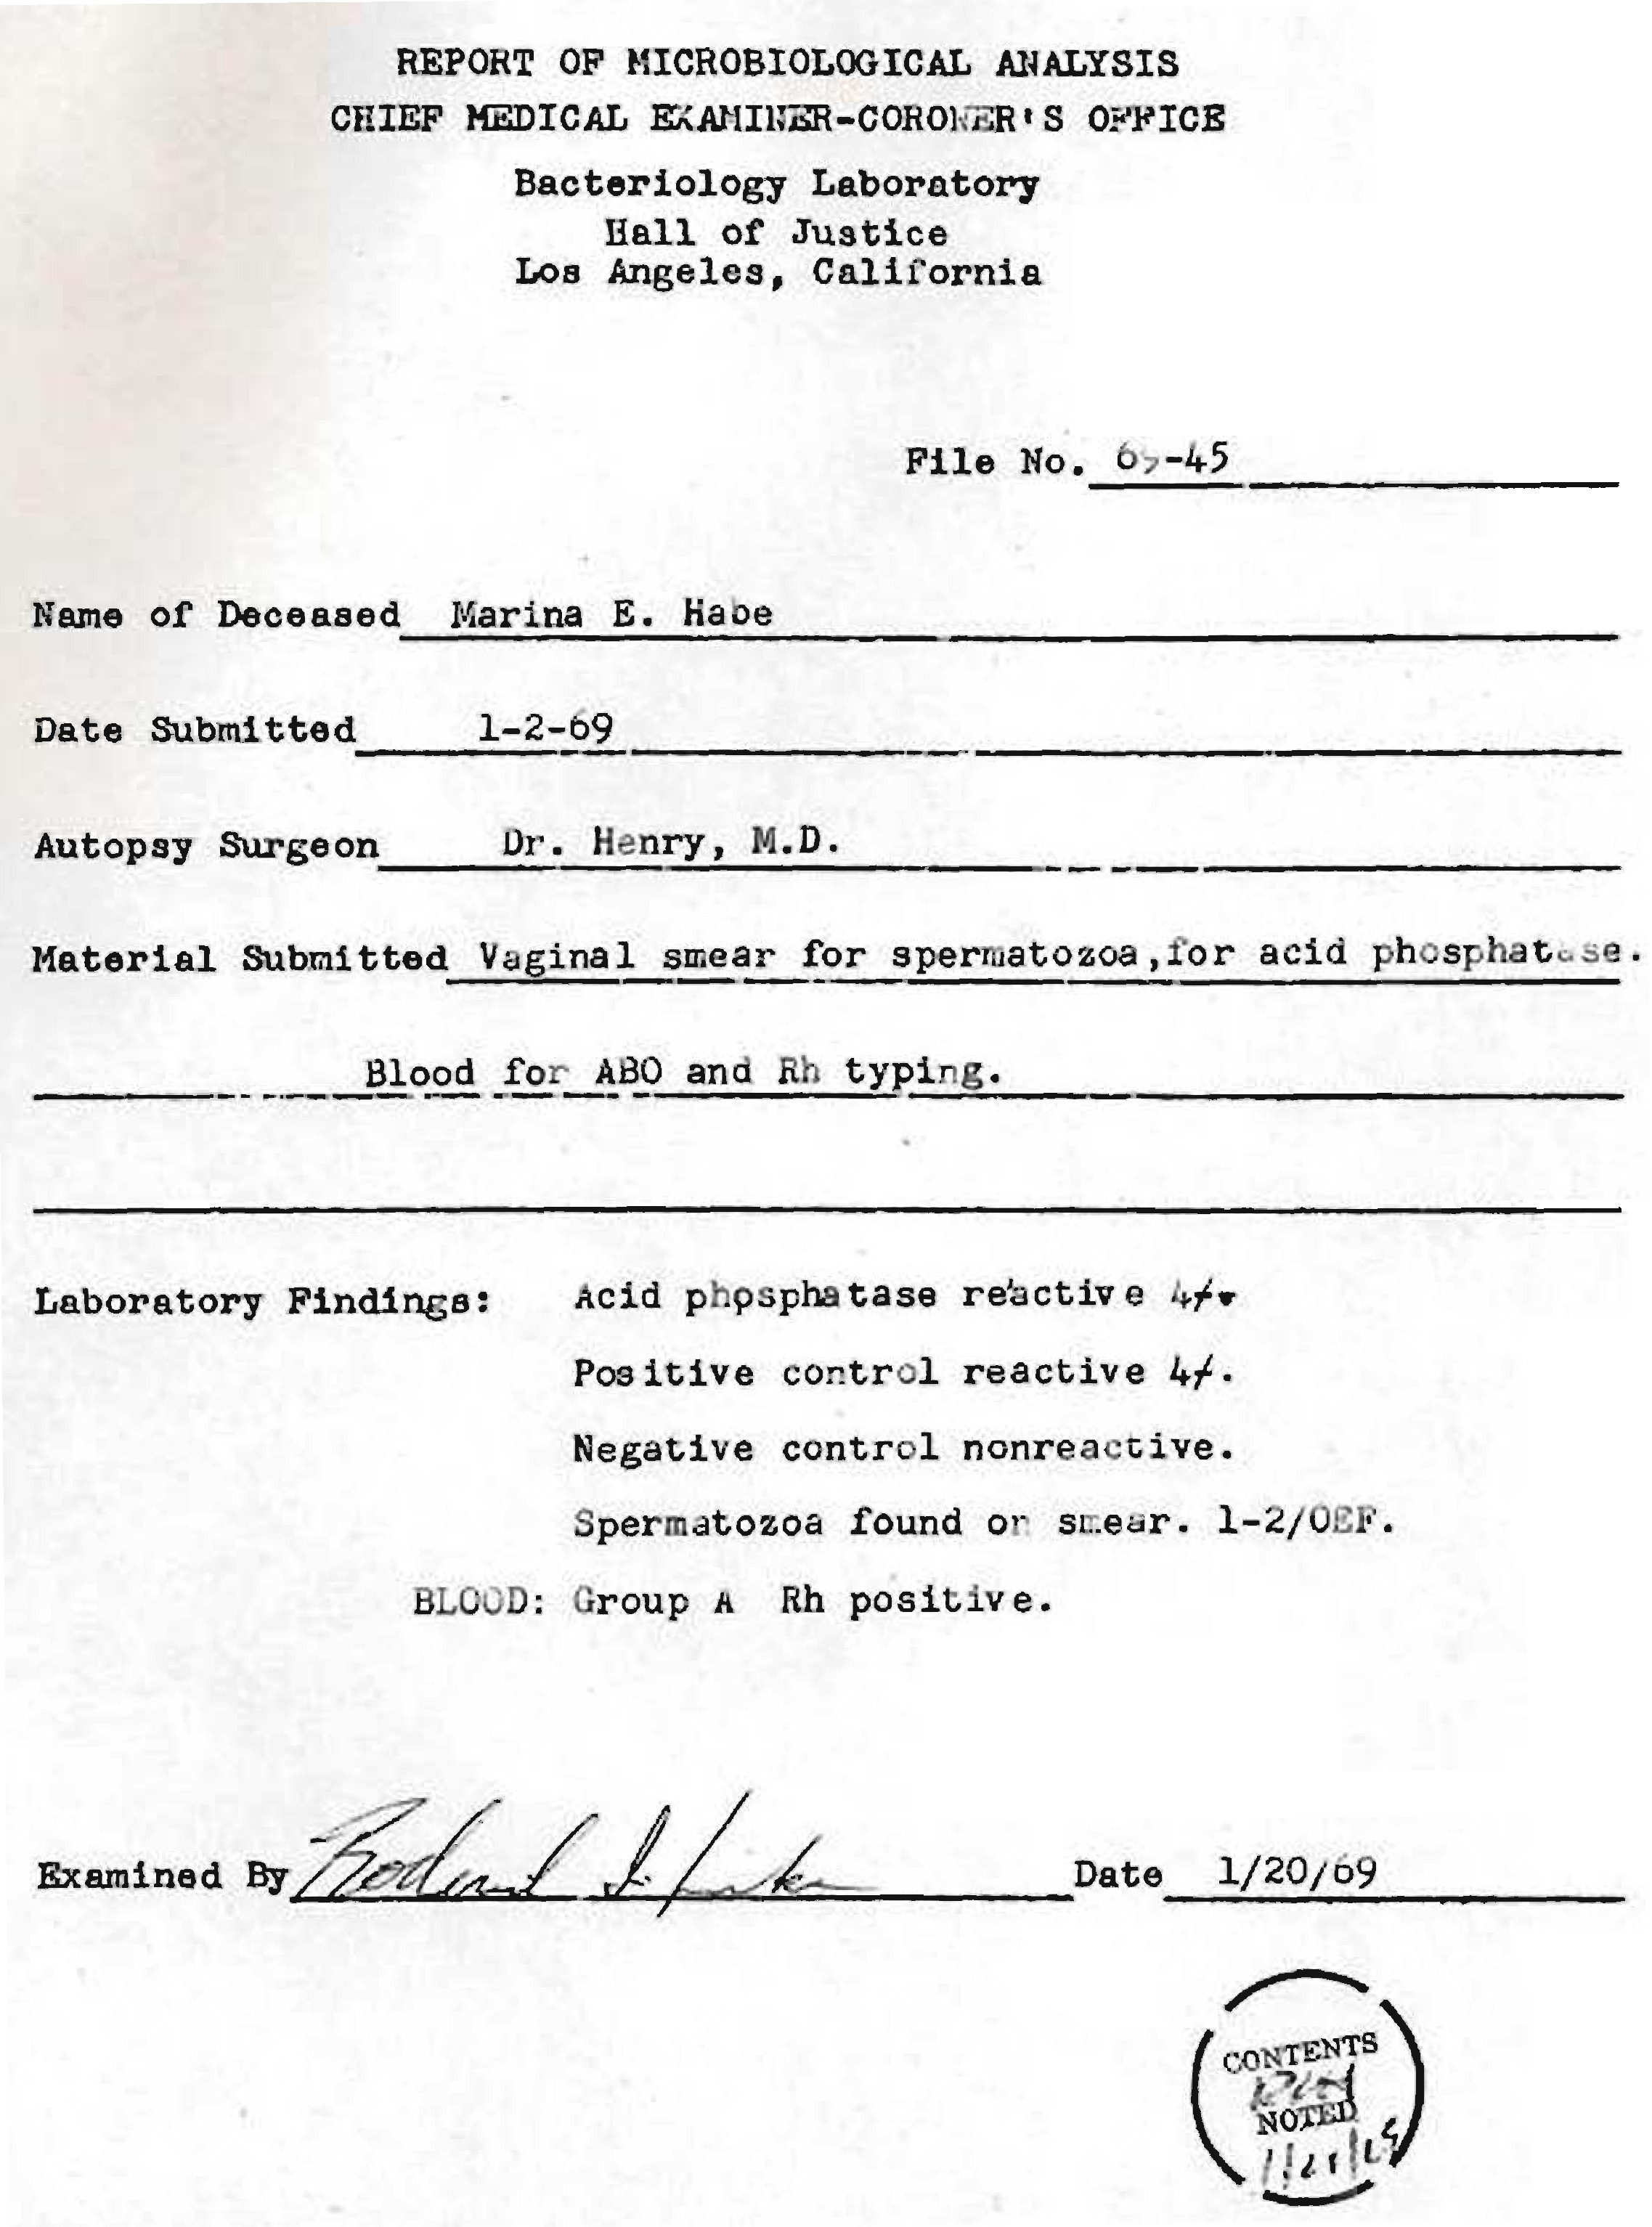 REPORT OF MICROBIOLOGICAL ANALYSIS
CHIEF MEDICAL EXAMINER-CORONER'S OFFICE
Bacteriology Laboratory
Hall of Justice
Los Angeles, California
File No. 69-45
Name of Deceased Marina E. Habe
Date Submitted 1-2-69
Autopsy Surgeon Dr. Henry, M.D.
Material Submitted Vaginal smear for spermatozoa,for acid phosphatase.
Blood for ABO and Rh typing.
Laboratory Findings: Acid phosphatase reactive 4+.
Positive control reactive 4+.
Negative control nonreactive.
Spermatozoa found on smear. 1-2/OEF.
BLOOD: Group A Rh positive.
Examined By Date 1/20/69
CONTENTS
NOTED
1/21/69